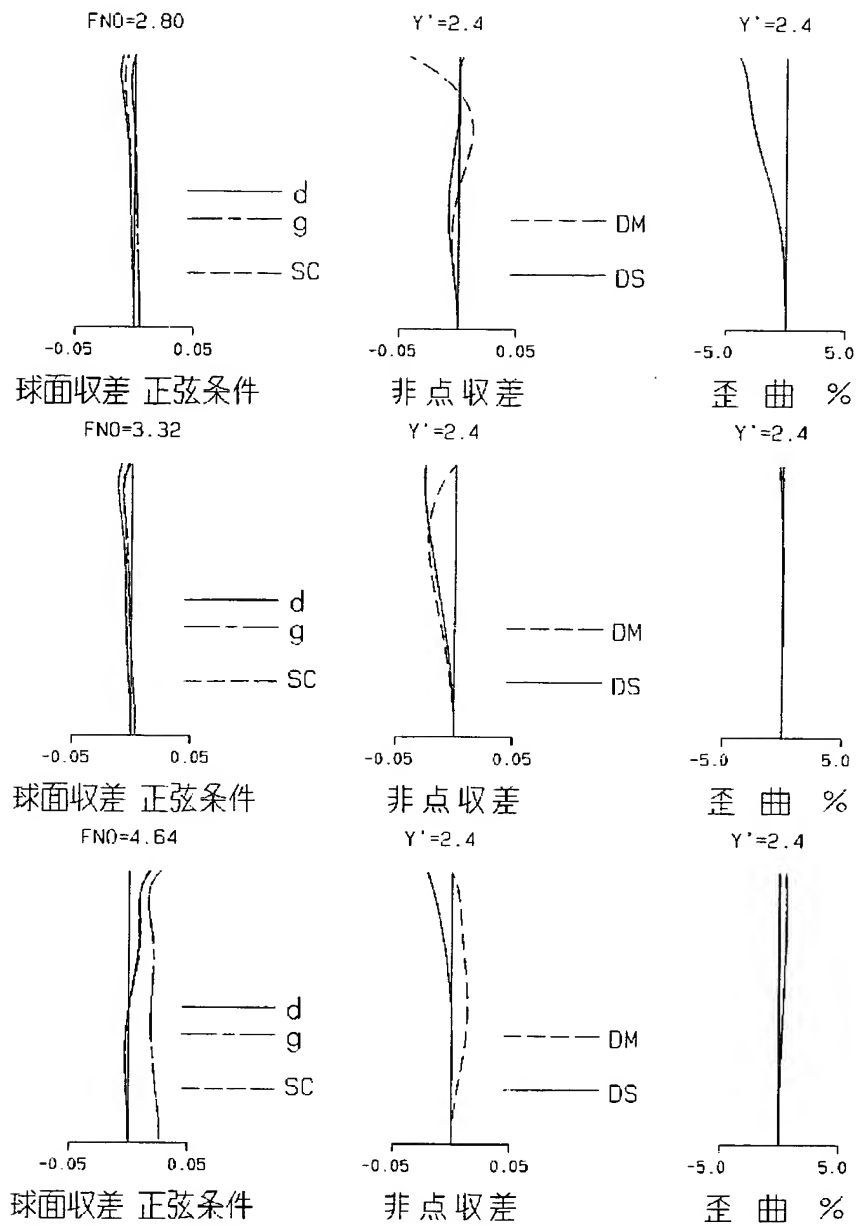 FNO=2.80 Y'=2.4 Y'=2.4
d
g
SC
DM
DS
-0.05 0.05 -0.05 0.05 -5.0 5.0
球面収差 正弦条件 非点収差 歪曲 %
FNO=3.32 Y'=2.4 Y'=2.4
d
g
SC
DM
DS
-0.05 0.05 -0.05 0.05 -5.0 5.0
球面収差 正弦条件 非点収差 歪曲 %
FNO=4.64 Y'=2.4 Y'=2.4
d
g
SC
DM
DS
-0.05 0.05 -0.05 0.05 -5.0 5.0
球面収差 正弦条件 非点収差 歪曲 %